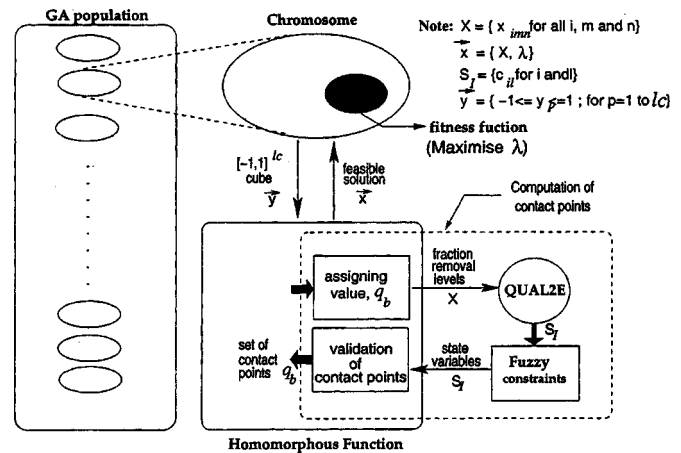 GA population
Chromosome
Note: X = { x imn for all i, m and n}
x = { X, λ}
S I = {c il for i andl}
y = { -1<= y p=1 ; for p=1 to lc}
fitness fuction
(Maximise λ)
[-1,1] lc
cube
y
feasible
solution
x
Computation of
contact points
assigning
value, q b
fraction
removal
levels
X
QUAL2E
S I
set of
contact
points q b
validation
of
contact points
state
variables
S I
Fuzzy
constraints
Homomorphous Function